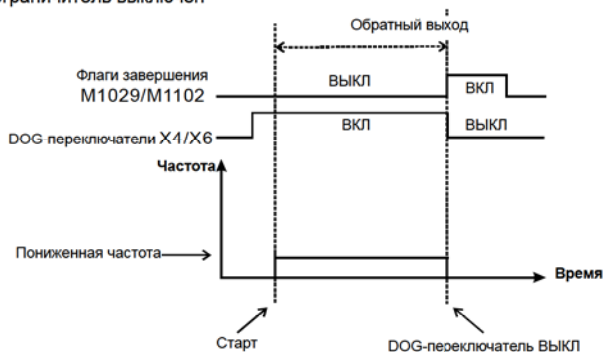 Обратный выход
Флаги завершения
M1029/M1102
ВЫКЛ
ВКЛ
DOG-переключатели X4/X6
ВКЛ
ВЫКЛ
Частота
Пониженная частота
Время
Старт
DOG-переключатель ВЫКЛ